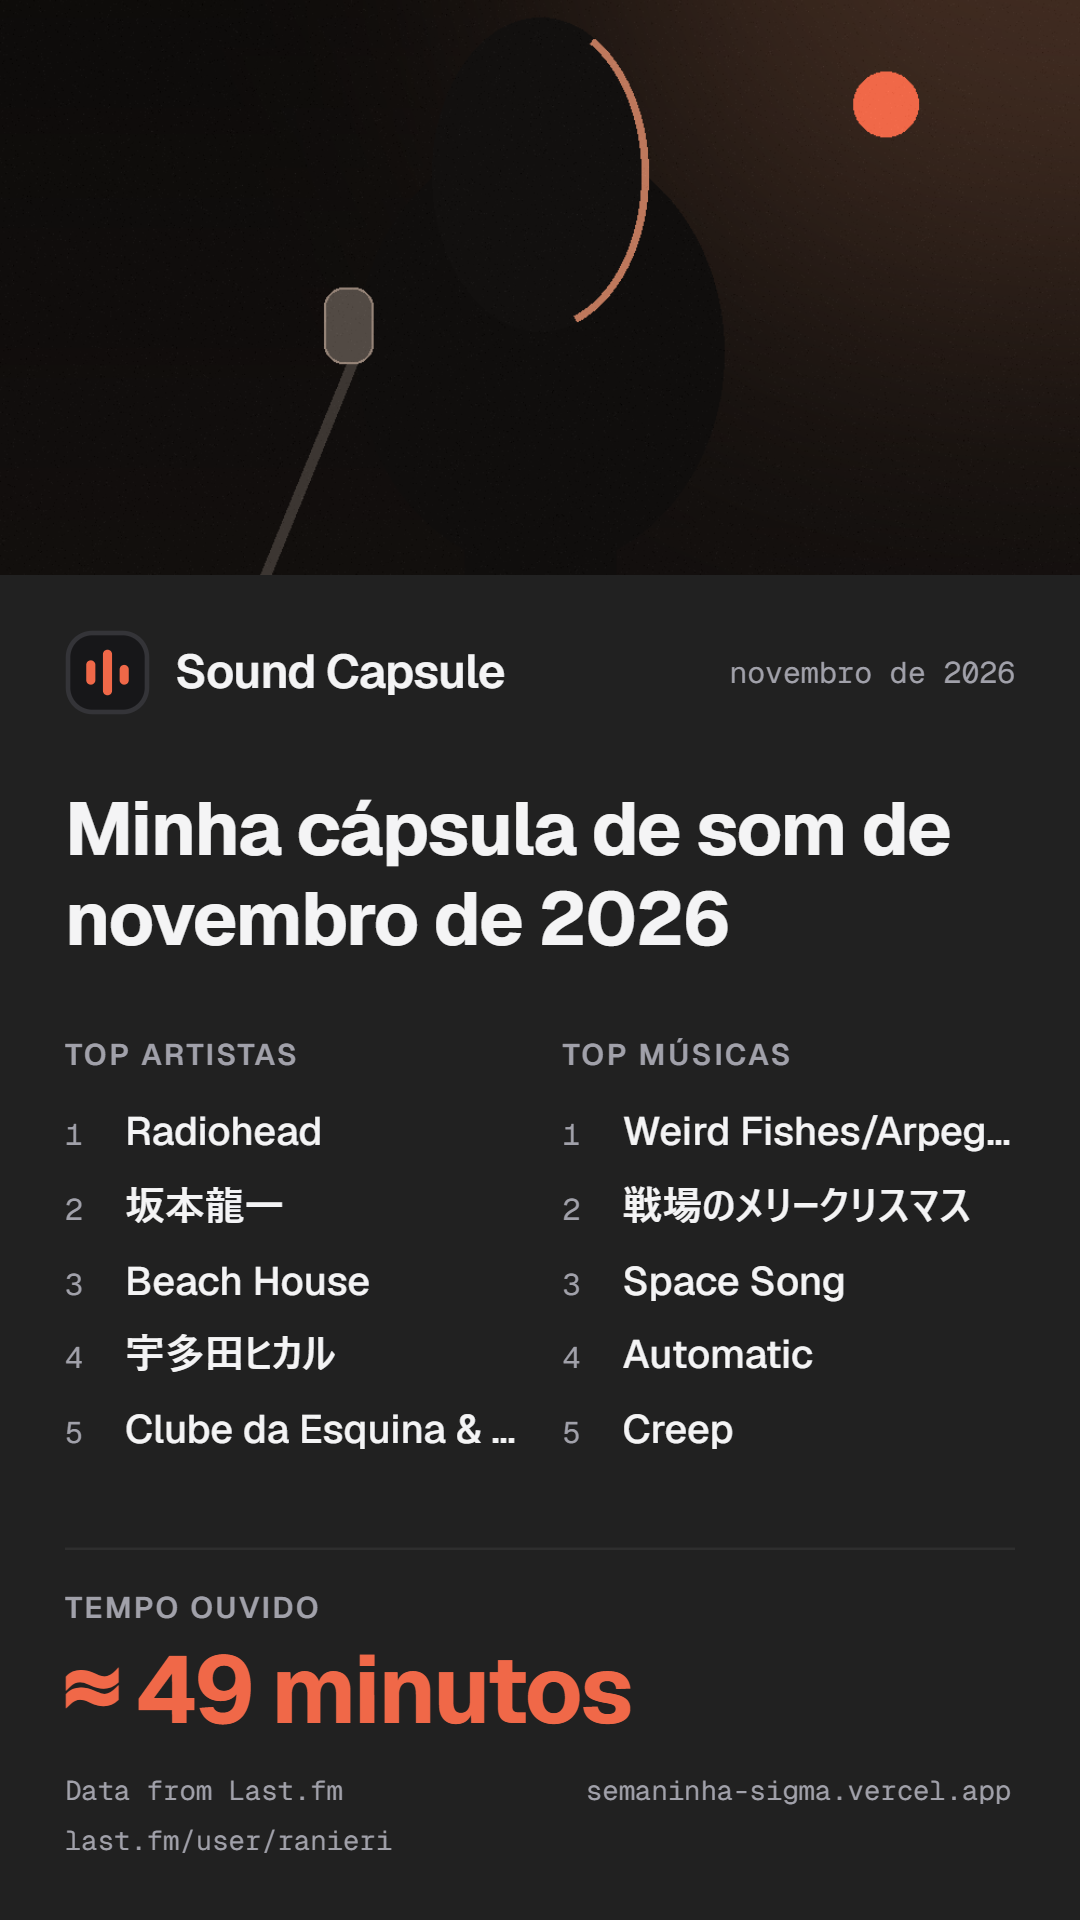 Sound Capsule
novembro de 2026
Minha cápsula de som de
novembro de 2026
TOP ARTISTAS
1 Radiohead
2 坂本龍一
3 Beach House
4 宇多田ヒカル
5 Clube da Esquina & ...
TOP MÚSICAS
1 Weird Fishes/Arpeg...
2 戦場のメリークリスマス
3 Space Song
4 Automatic
5 Creep
TEMPO OUVIDO
≈ 49 minutos
Data from Last.fm
semaninha-sigma.vercel.app
last.fm/user/ranieri